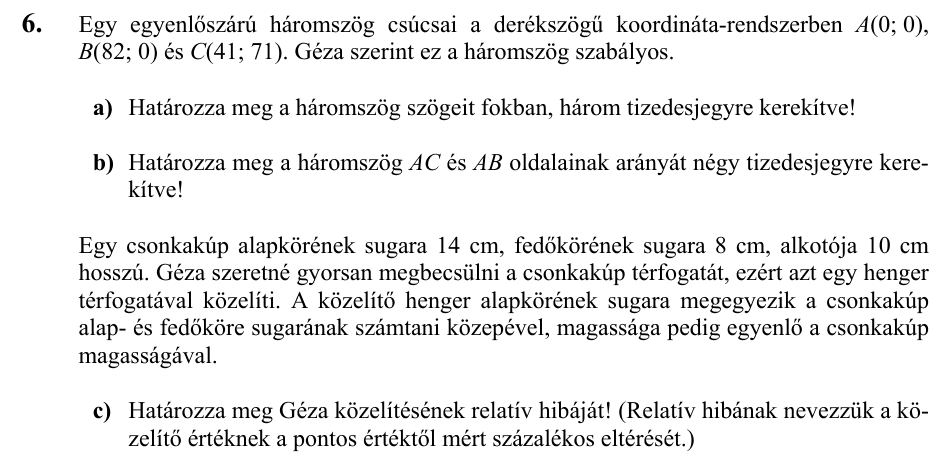 6. Egy egyenlőszárú háromszög csúcsai a derékszögű koordináta-rendszerben A(0; 0),
B(82; 0) és C(41; 71). Géza szerint ez a háromszög szabályos.
a) Határozza meg a háromszög szögeit fokban, három tizedesjegyre kerekítve!
b) Határozza meg a háromszög AC és AB oldalainak arányát négy tizedesjegyre kere-
kítve!
Egy csonkakúp alapkörének sugara 14 cm, fedőkörének sugara 8 cm, alkotója 10 cm
hosszú. Géza szeretné gyorsan megbecsülni a csonkakúp térfogatát, ezért azt egy henger
térfogatával közelíti. A közelítő henger alapkörének sugara megegyezik a csonkakúp
alap- és fedőköre sugarának számtani közepével, magassága pedig egyenlő a csonkakúp
magasságával.
c) Határozza meg Géza közelítésének relatív hibáját! (Relatív hibának nevezzük a kö-
zelítő értéknek a pontos értéktől mért százalékos eltérését.)